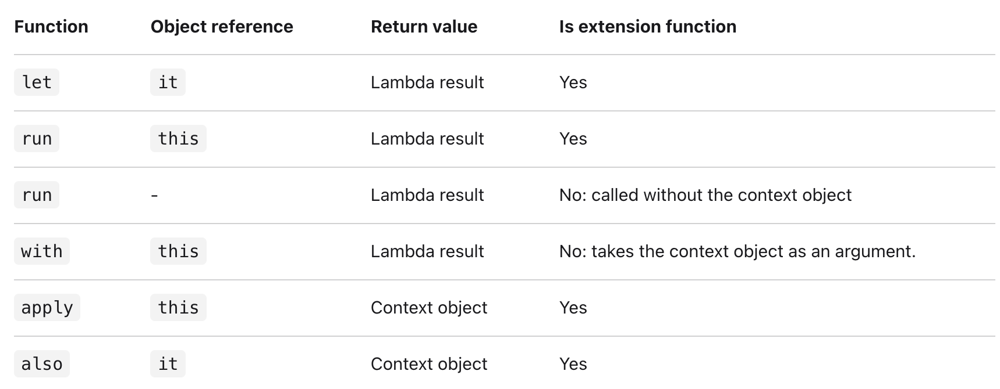 Function Object reference Return value Is extension function
let it Lambda result Yes
run this Lambda result Yes
run - Lambda result No: called without the context object
with this Lambda result No: takes the context object as an argument.
apply this Context object Yes
also it Context object Yes